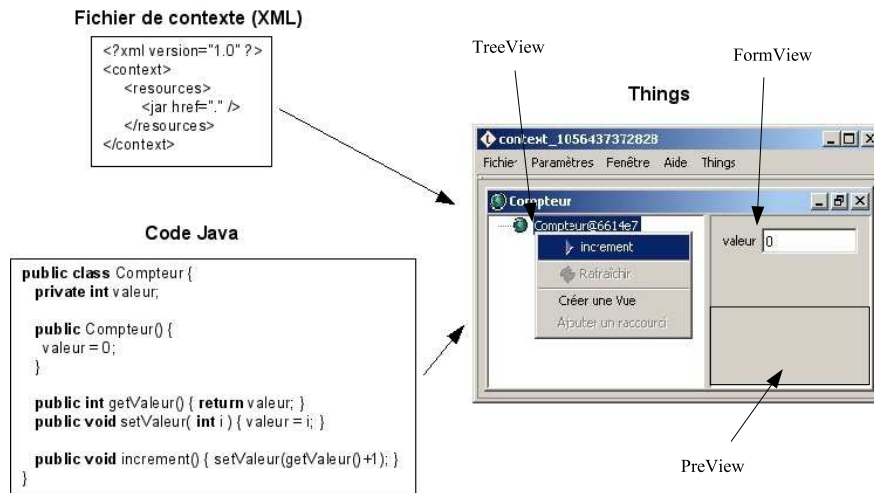 Fichier de contexte (XML)
<?xml version="1.0" ?>
<context>
<resources>
<jar href="." />
</resources>
</context>
Code Java
public class Compteur {
private int valeur;
public Compteur() {
valeur = 0;
}
public int getValeur() { return valeur; }
public void setValeur( int i ) { valeur = i; }
public void increment() { setValeur(getValeur()+1); }
}
TreeView
FormView
Things
context_1056437372828
Fichier Paramètres Fenêtre Aide Things
Compteur
Compteur@6614e7
increment
Rafraîchir
Créer une Vue
Ajouter un raccourci
valeur 0
PreView